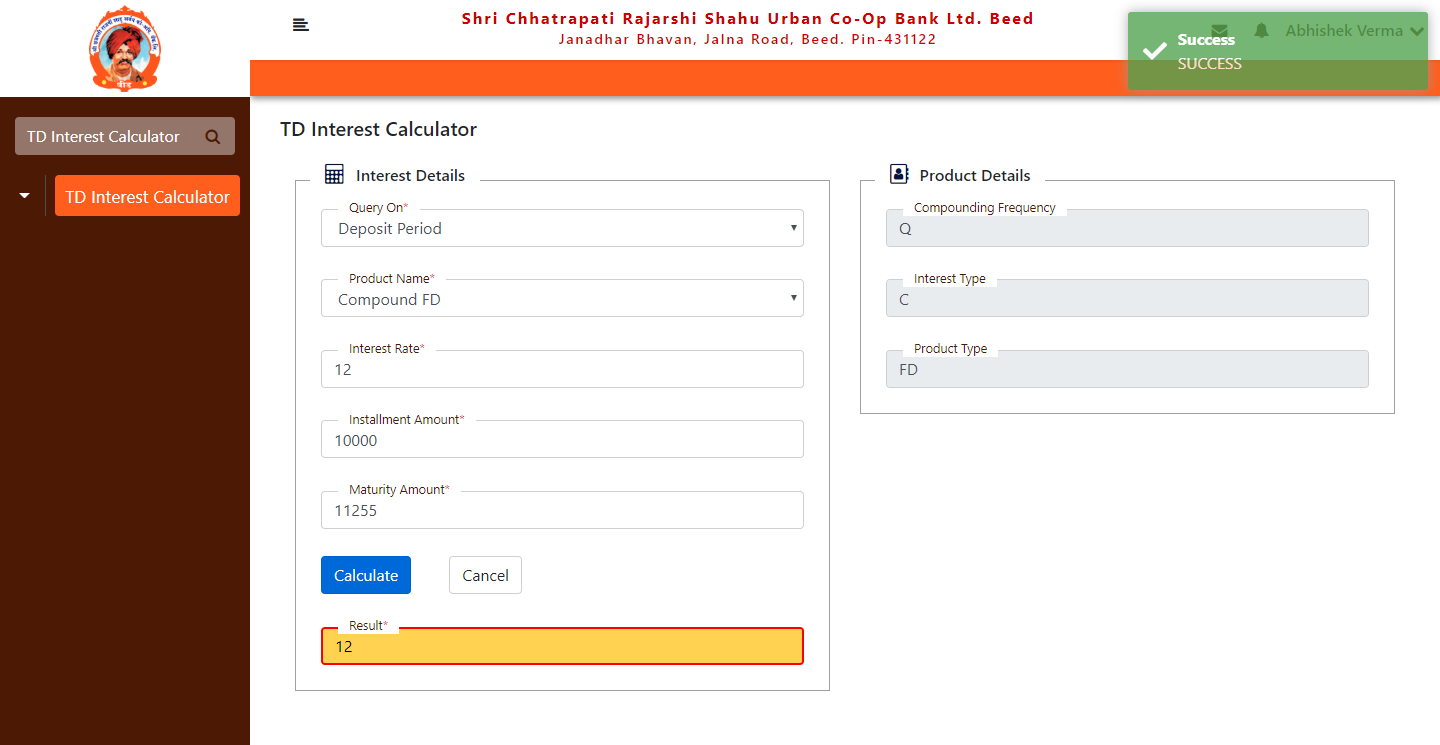 Shri Chhatrapati Rajarshi Shahu Urban Co-Op Bank Ltd. Beed
Janadhar Bhavan, Jalna Road, Beed. Pin-431122
Abhishek Verma
Success
SUCCESS
TD Interest Calculator
TD Interest Calculator
TD Interest Calculator
Interest Details
Query On*
Deposit Period
Product Name*
Compound FD
Interest Rate*
12
Installment Amount*
10000
Maturity Amount*
11255
Calculate
Cancel
Result*
12
Product Details
Compounding Frequency
Q
Interest Type
C
Product Type
FD